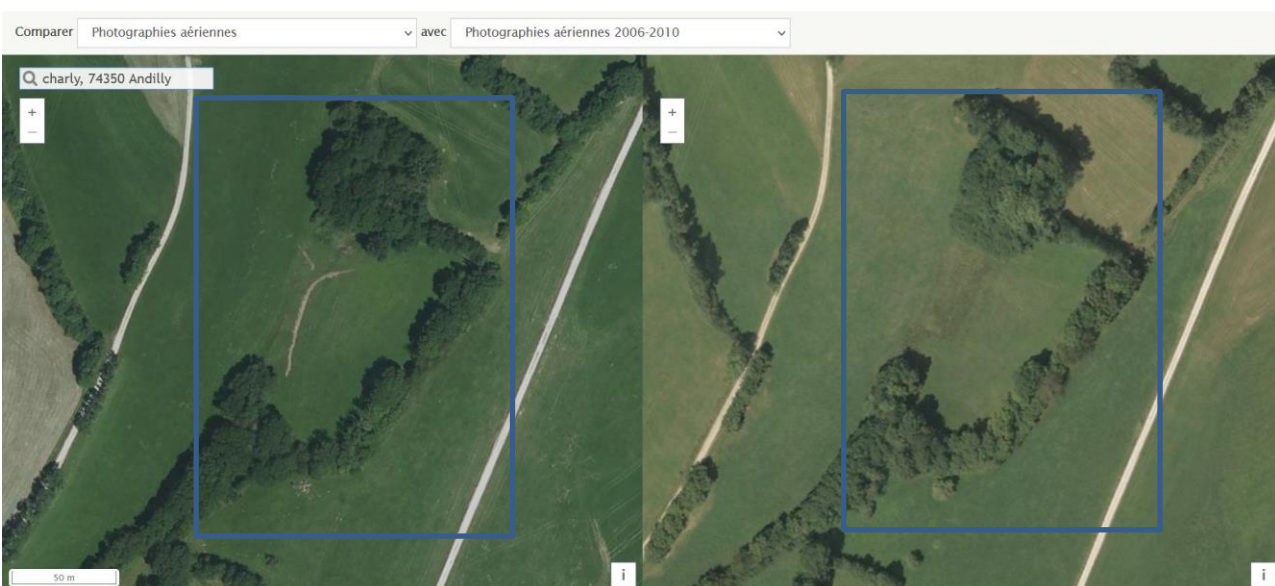 Comparer Photographies aériennes avec Photographies aériennes 2006-2010
charly, 74350 Andilly
+ +
– –
50 m i i